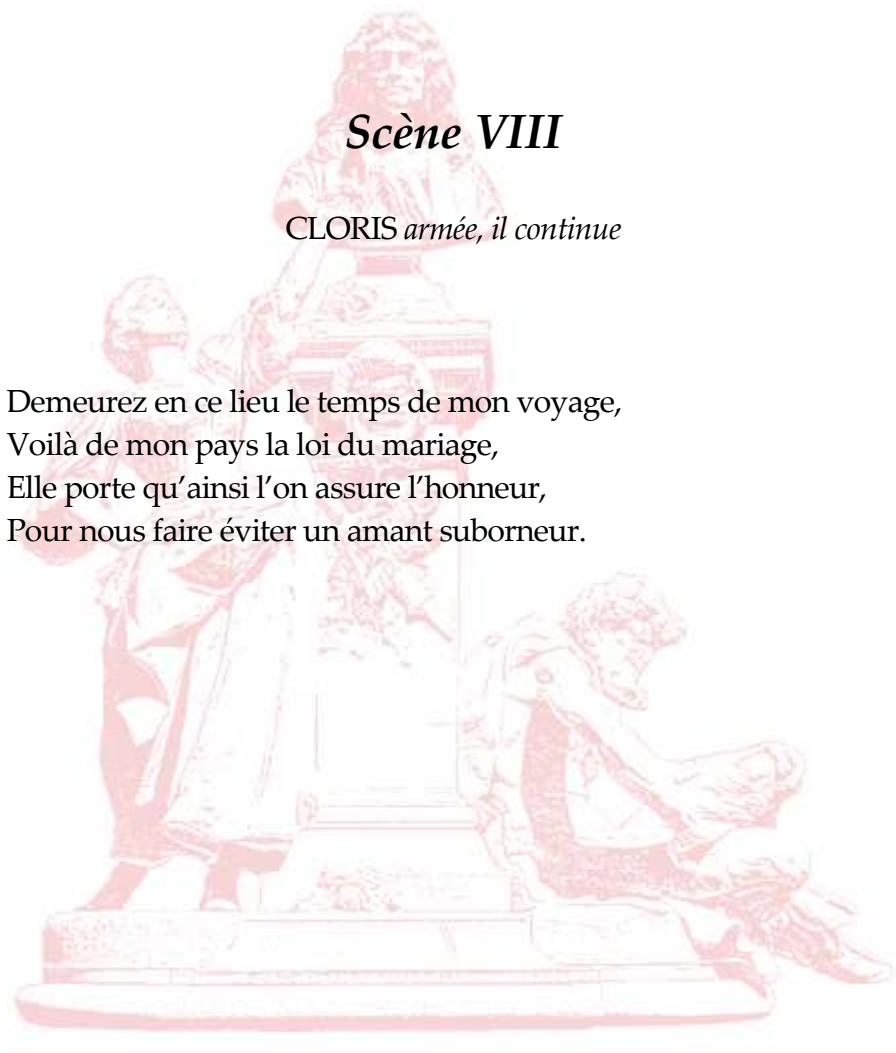 Scène VIII
CLORIS armée, il continue
Demeurez en ce lieu le temps de mon voyage,
Voilà de mon pays la loi du mariage,
Elle porte qu’ainsi l’on assure l’honneur,
Pour nous faire éviter un amant suborneur.